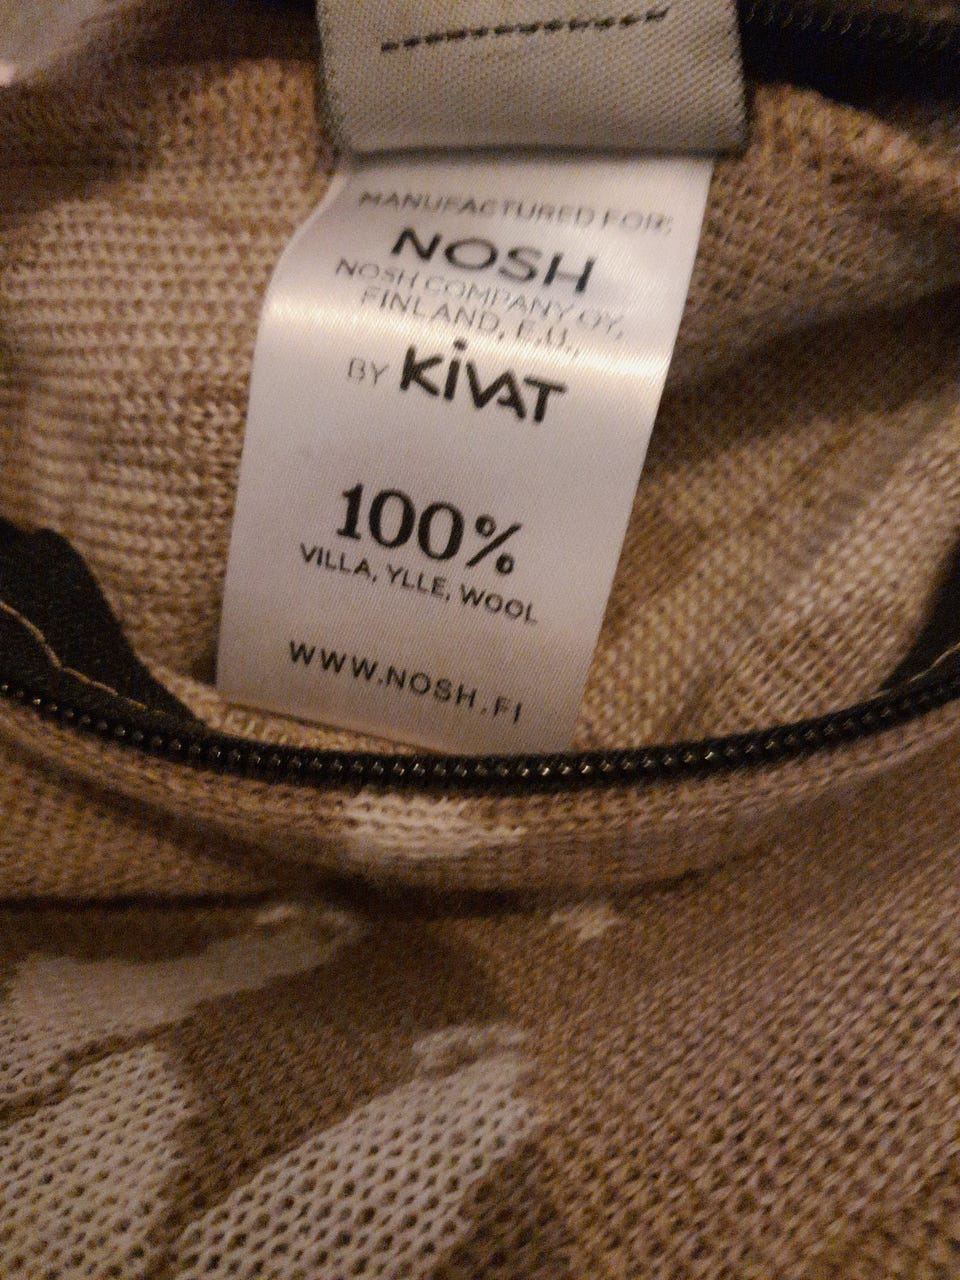 MANUFACTURED FOR:
NOSH
NOSH COMPANY OY,
FINLAND, E.U.,
BY KiVAT
100%
VILLA, YLLE, WOOL
WWW.NOSH.FI